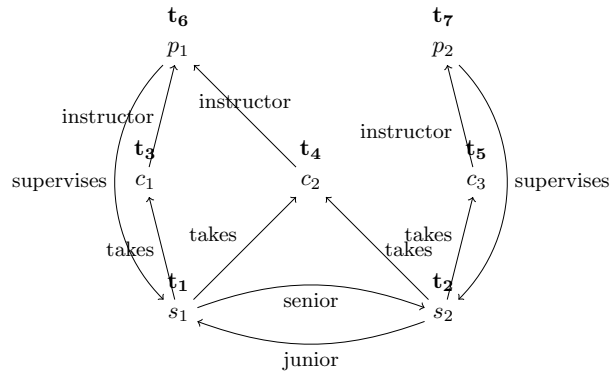 t₆ t₇
p₁ p₂
instructor instructor instructor
t₃ t₄ t₅
supervises c₁ c₂ c₃ supervises
takes takes takes takes
t₁ t₂
s₁ senior s₂
junior